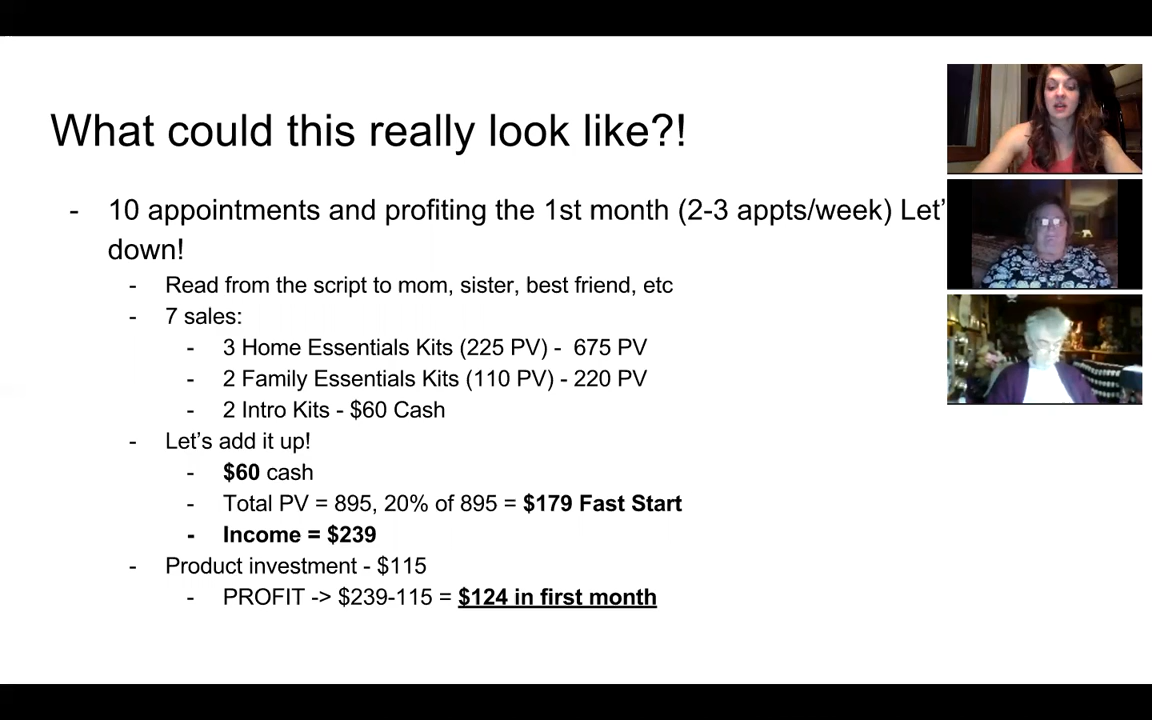 What could this really look like?!
- 10 appointments and profiting the 1st month (2-3 appts/week) Let'
down!
- Read from the script to mom, sister, best friend, etc
- 7 sales:
- 3 Home Essentials Kits (225 PV) - 675 PV
- 2 Family Essentials Kits (110 PV) - 220 PV
- 2 Intro Kits - $60 Cash
- Let's add it up!
- $60 cash
- Total PV = 895, 20% of 895 = $179 Fast Start
- Income = $239
- Product investment - $115
- PROFIT -> $239-115 = $124 in first month